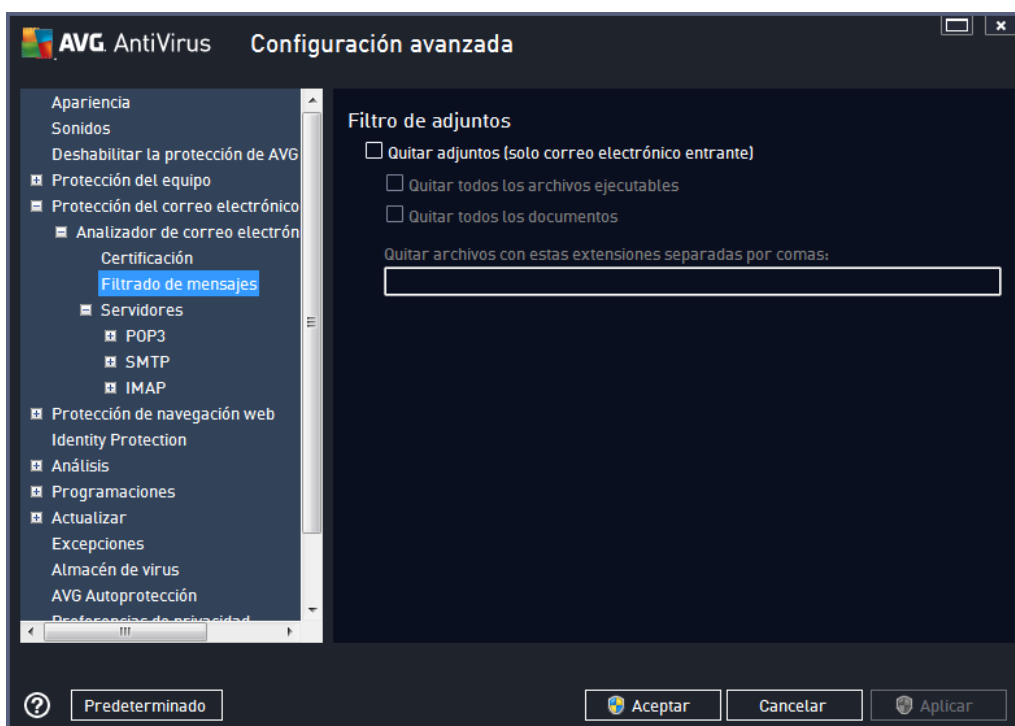 AVG. AntiVirus Configuración avanzada
Apariencia
Sonidos
Deshabilitar la protección de AVG
Protección del equipo
Protección del correo electrónico
Analizador de correo electrón
Certificación
Filtrado de mensajes
Servidores
POP3
SMTP
IMAP
Protección de navegación web
Identity Protection
Análisis
Programaciones
Actualizar
Excepciones
Almacén de virus
AVG Autoprotección
Preferencias de privacidad
Filtro de adjuntos
Quitar adjuntos (solo correo electrónico entrante)
Quitar todos los archivos ejecutables
Quitar todos los documentos
Quitar archivos con estas extensiones separadas por comas:
Predeterminado
Aceptar
Cancelar
Aplicar